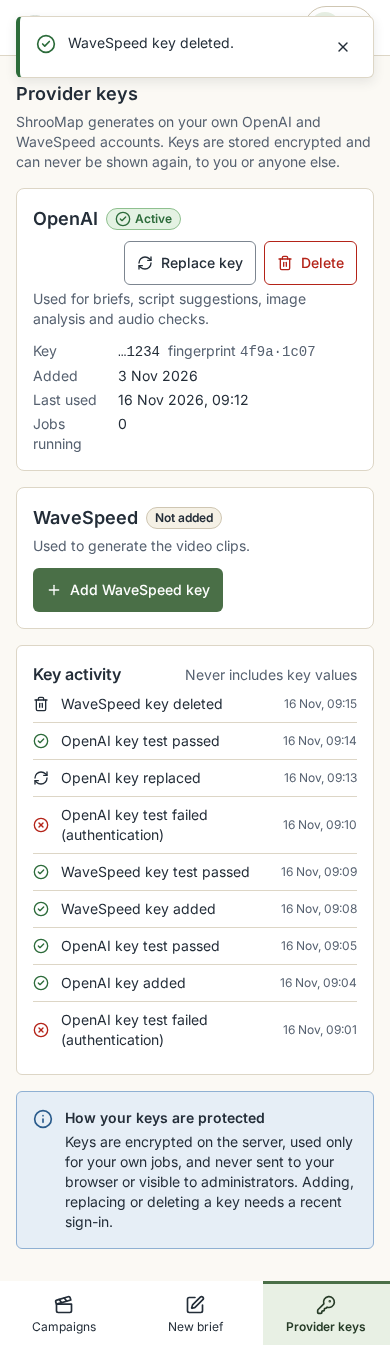 WaveSpeed key deleted.
Provider keys
ShrooMap generates on your own OpenAI and
WaveSpeed accounts. Keys are stored encrypted and
can never be shown again, to you or anyone else.
OpenAI Active
Replace key Delete
Used for briefs, script suggestions, image
analysis and audio checks.
Key …1234 fingerprint 4f9a·1c07
Added 3 Nov 2026
Last used 16 Nov 2026, 09:12
Jobs 0
running
WaveSpeed Not added
Used to generate the video clips.
Add WaveSpeed key
Key activity Never includes key values
WaveSpeed key deleted 16 Nov, 09:15
OpenAI key test passed 16 Nov, 09:14
OpenAI key replaced 16 Nov, 09:13
OpenAI key test failed
(authentication) 16 Nov, 09:10
WaveSpeed key test passed 16 Nov, 09:09
WaveSpeed key added 16 Nov, 09:08
OpenAI key test passed 16 Nov, 09:05
OpenAI key added 16 Nov, 09:04
OpenAI key test failed
(authentication) 16 Nov, 09:01
How your keys are protected
Keys are encrypted on the server, used only
for your own jobs, and never sent to your
browser or visible to administrators. Adding,
replacing or deleting a key needs a recent
sign-in.
Campaigns New brief Provider keys